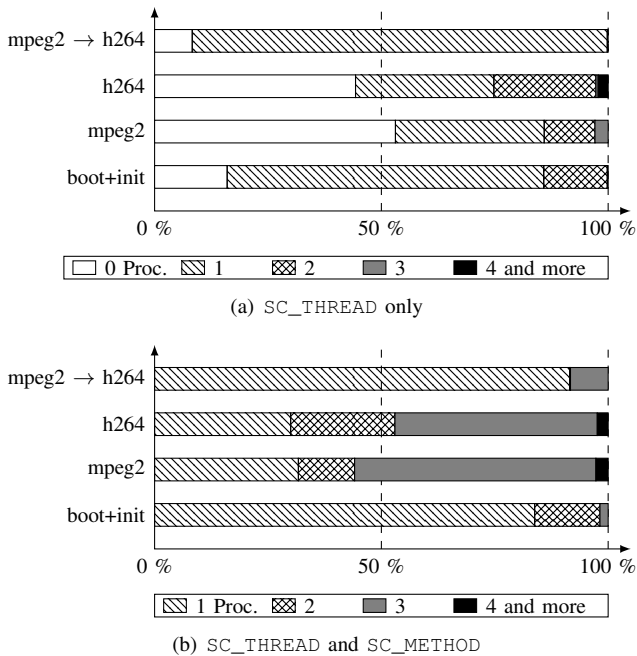 mpeg2 → h264
h264
mpeg2
boot+init
0 % 50 % 100 %
0 Proc. 1 2 3 4 and more
(a) SC_THREAD only
mpeg2 → h264
h264
mpeg2
boot+init
0 % 50 % 100 %
1 Proc. 2 3 4 and more
(b) SC_THREAD and SC_METHOD